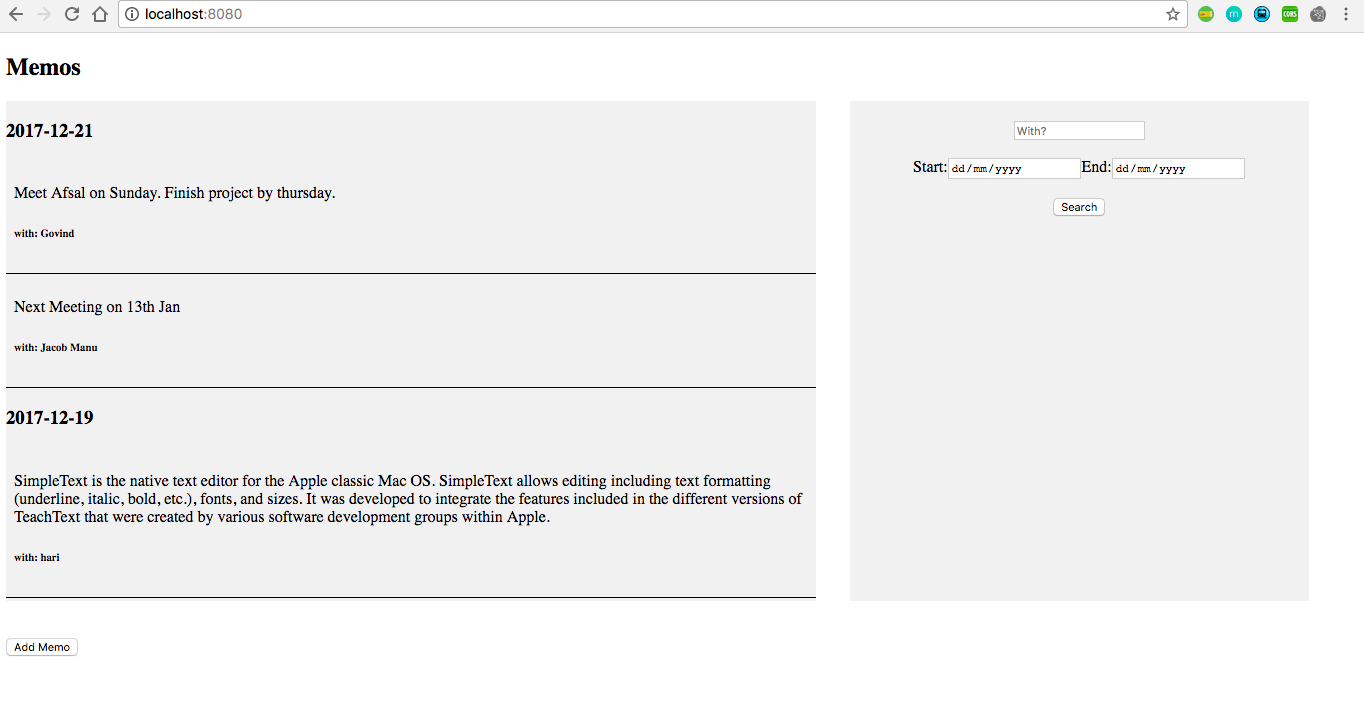 localhost:8080
m
CORS
Memos
2017-12-21
Meet Afsal on Sunday. Finish project by thursday.
with: Govind
Next Meeting on 13th Jan
with: Jacob Manu
2017-12-19
SimpleText is the native text editor for the Apple classic Mac OS. SimpleText allows editing including text formatting
(underline, italic, bold, etc.), fonts, and sizes. It was developed to integrate the features included in the different versions of
TeachText that were created by various software development groups within Apple.
with: hari
With?
Start: dd/mm/yyyy End: dd/mm/yyyy
Search
Add Memo